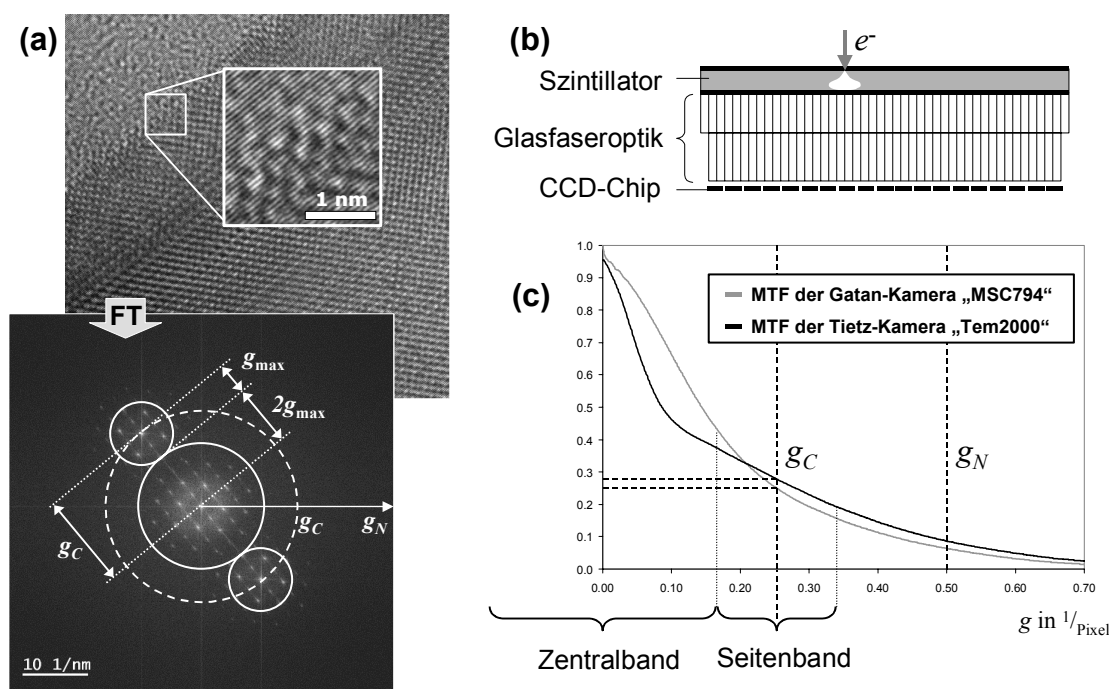 (a)
1 nm
FT
g_max
2g_max
g_C
g_C
g_N
10 1/nm
(b)
e-
Szintillator
Glasfaseroptik
CCD-Chip
(c)
1.0
0.9
0.8
0.7
0.6
0.5
0.4
0.3
0.2
0.1
0.0
MTF der Gatan-Kamera „MSC794“
MTF der Tietz-Kamera „Tem2000“
g_C
g_N
0.00 0.10 0.20 0.30 0.40 0.50 0.60 0.70
g in 1/Pixel
Zentralband
Seitenband